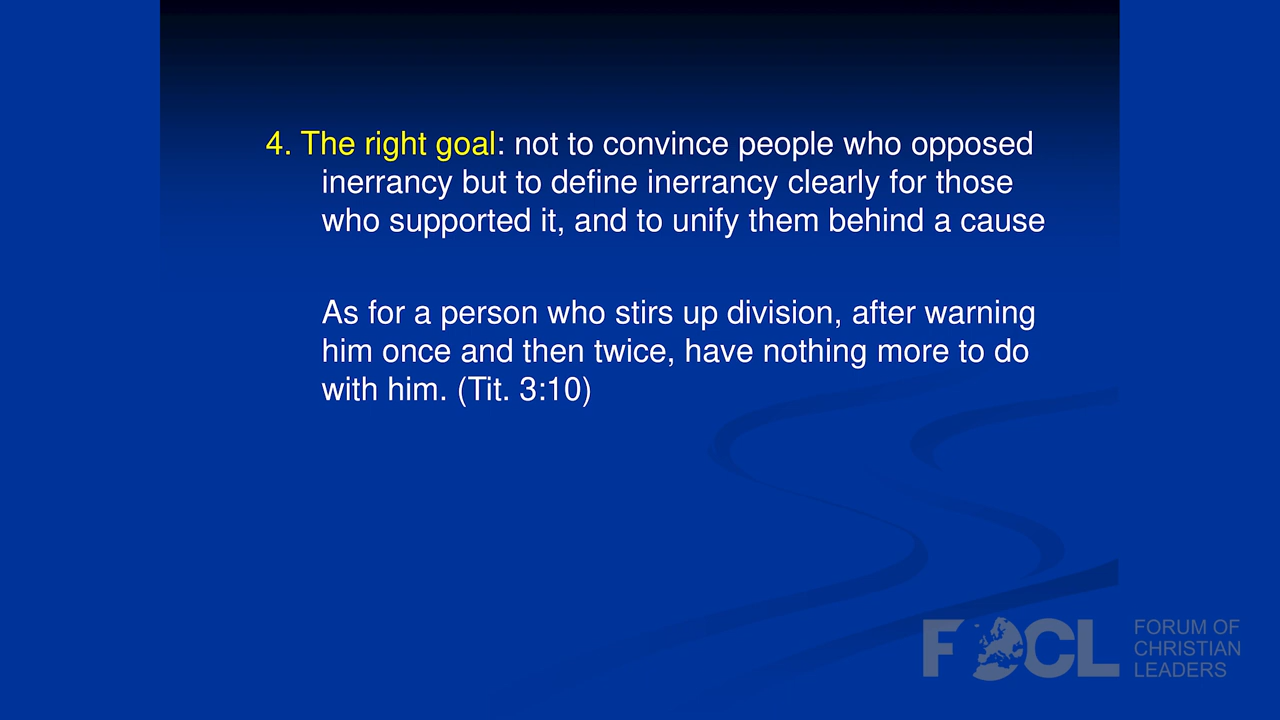 4. The right goal: not to convince people who opposed
inerrancy but to define inerrancy clearly for those
who supported it, and to unify them behind a cause
As for a person who stirs up division, after warning
him once and then twice, have nothing more to do
with him. (Tit. 3:10)
FOCL
FORUM OF
CHRISTIAN
LEADERS